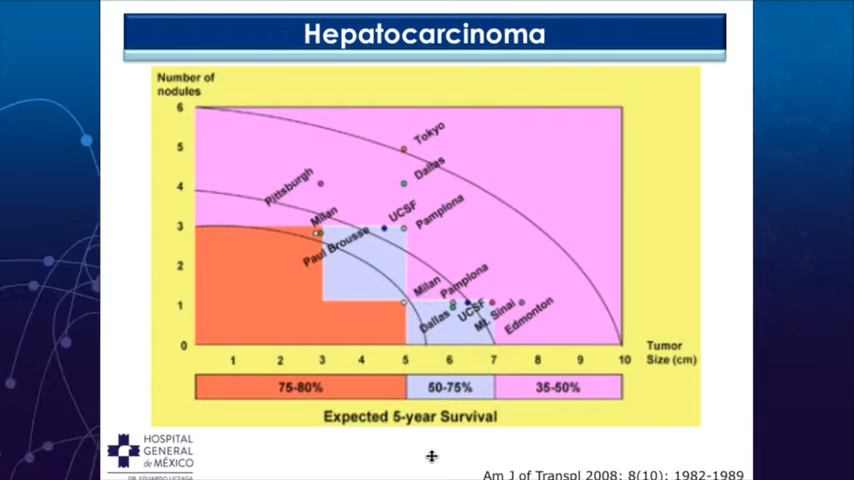 Hepatocarcinoma
Number of
nodules
6
5
4
3
2
1
0
Tokyo
Dallas
Pittsburgh
Milan
UCSF
Pamplona
Paul Brousse
Milan
Pamplona
Dallas
UCSF
Mt. Sinai
Edmonton
1 2 3 4 5 6 7 8 9 10
Tumor
Size (cm)
75-80% 50-75% 35-50%
Expected 5-year Survival
HOSPITAL
GENERAL
de MÉXICO
DR. EDUARDO LICEAGA
Am J of Transpl 2008; 8(10): 1982-1989